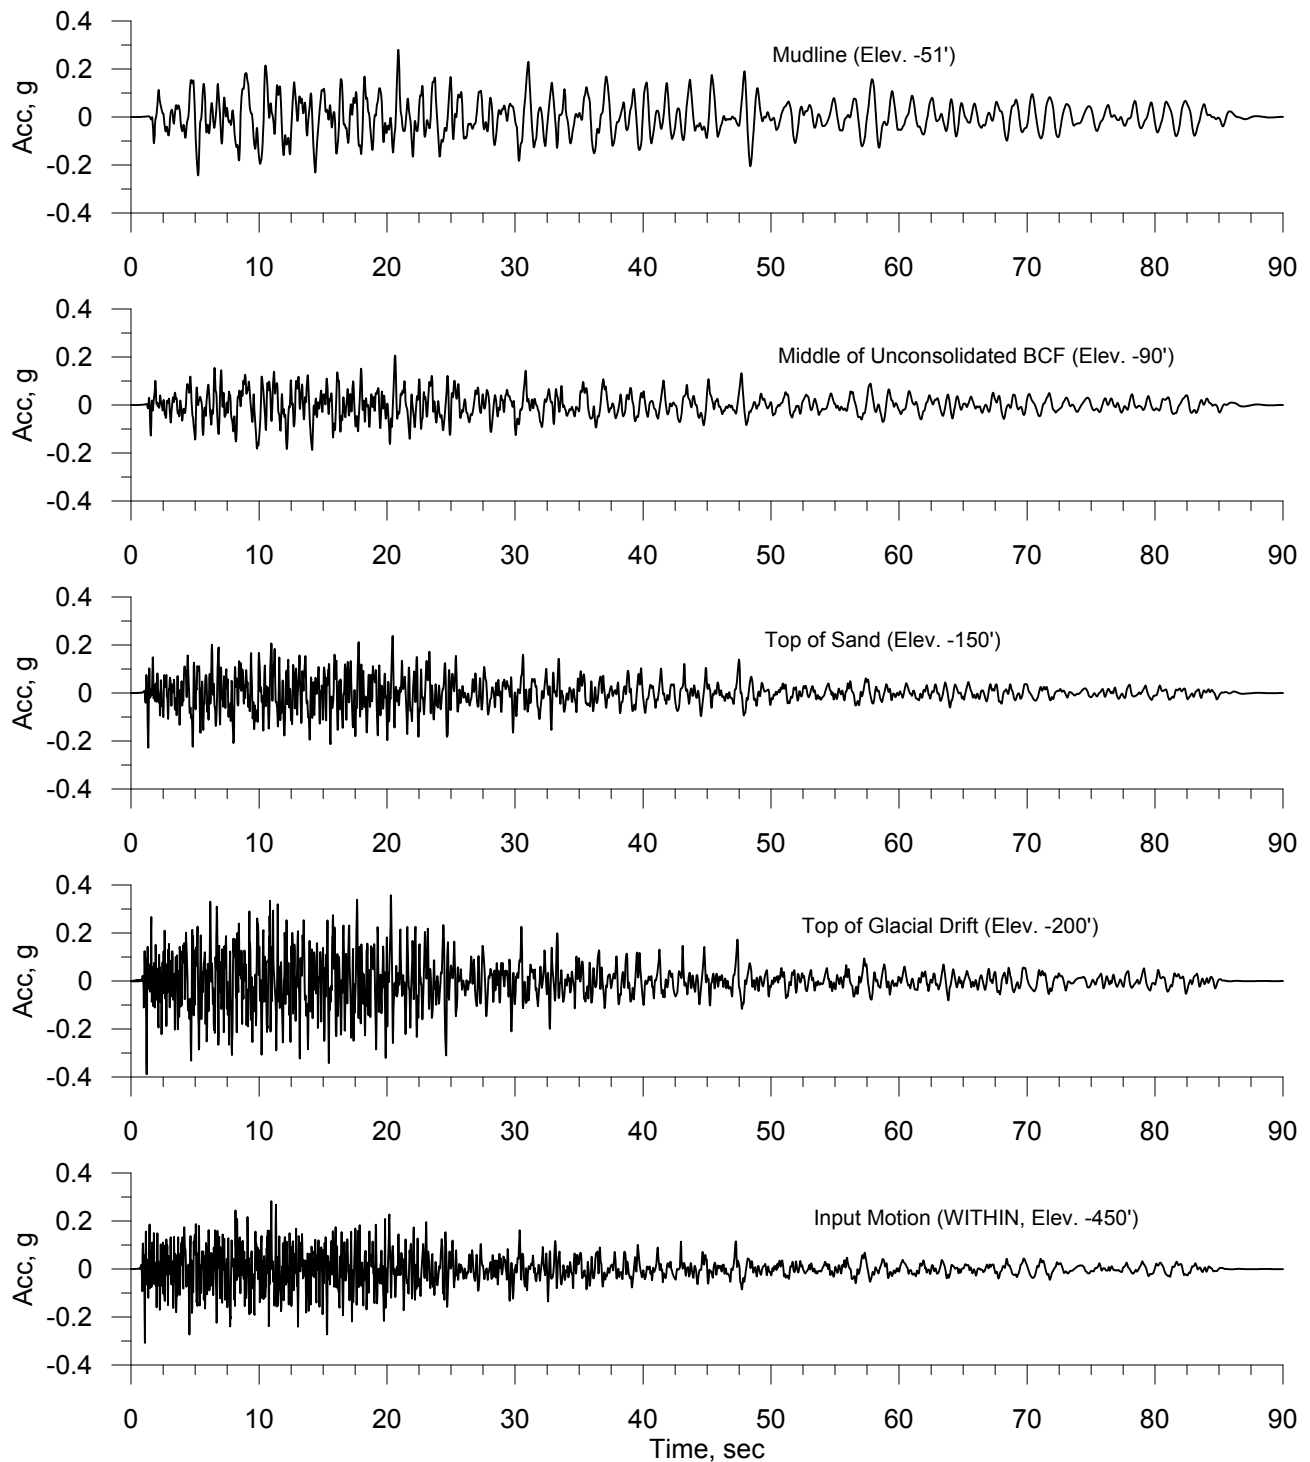 0.4
Mudline (Elev. -51')
0.2
Acc, g
0
-0.2
-0.4
0 10 20 30 40 50 60 70 80 90
0.4
Middle of Unconsolidated BCF (Elev. -90')
0.2
Acc, g
0
-0.2
-0.4
0 10 20 30 40 50 60 70 80 90
0.4
Top of Sand (Elev. -150')
0.2
Acc, g
0
-0.2
-0.4
0 10 20 30 40 50 60 70 80 90
0.4
Top of Glacial Drift (Elev. -200')
0.2
Acc, g
0
-0.2
-0.4
0 10 20 30 40 50 60 70 80 90
0.4
Input Motion (WITHIN, Elev. -450')
0.2
Acc, g
0
-0.2
-0.4
0 10 20 30 40 50 60 70 80 90
Time, sec